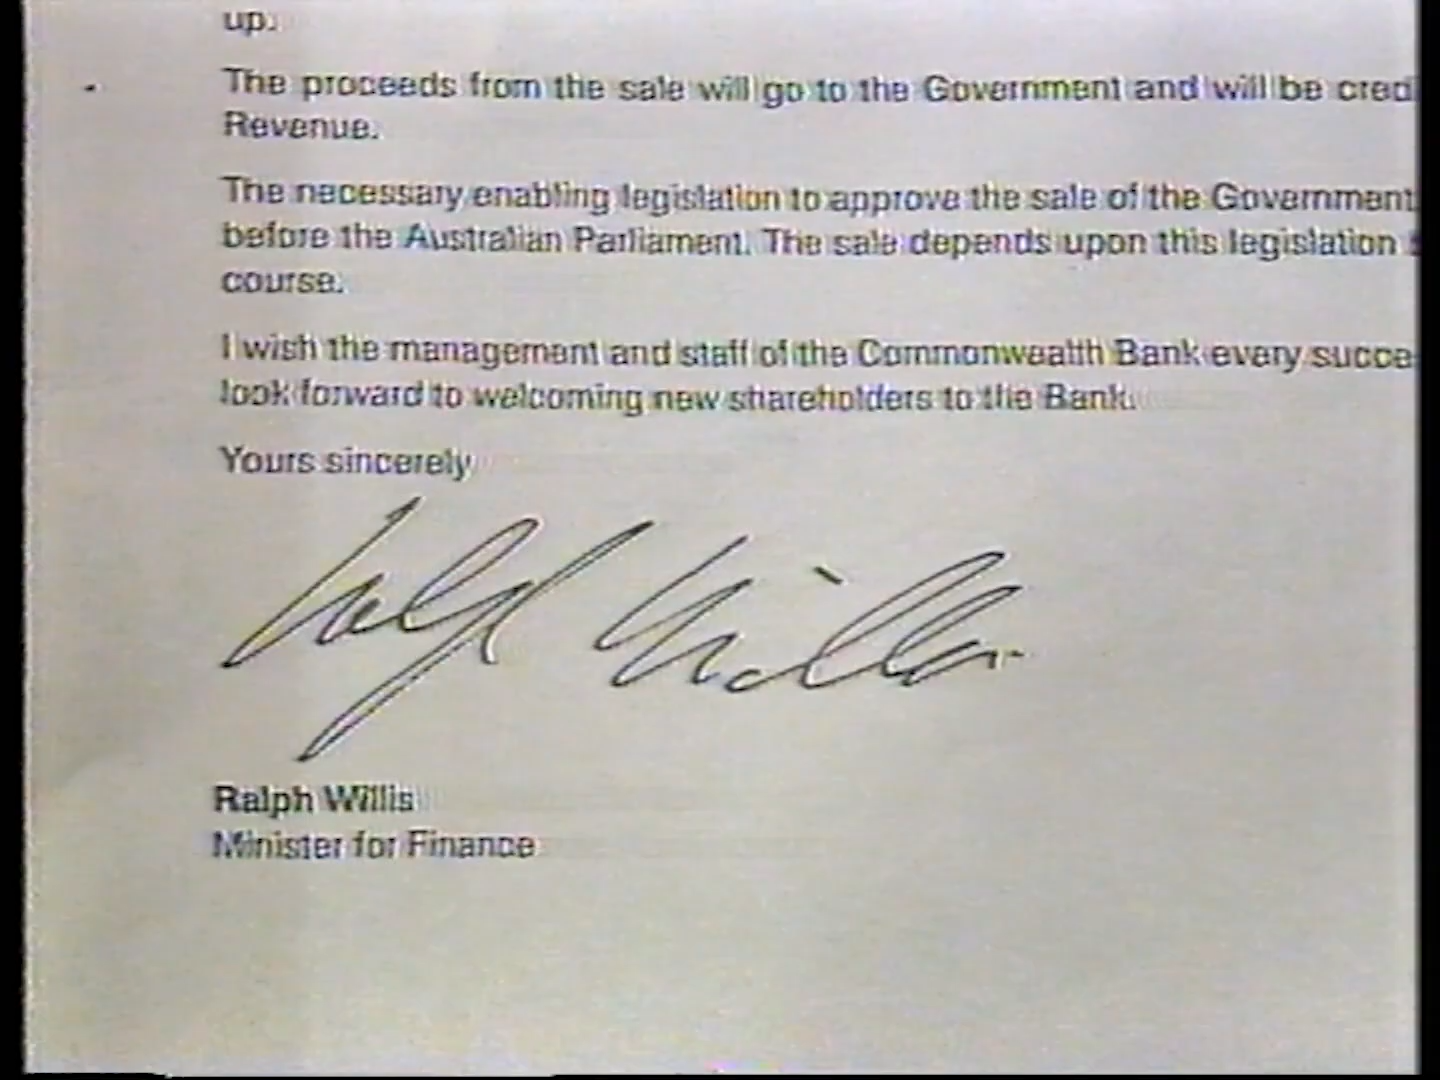 up.
The proceeds from the sale will go to the Government and will be cred
Revenue.
The necessary enabling legislation to approve the sale of the Government
before the Australian Parliament. The sale depends upon this legislation
course.
I wish the management and staff of the Commonwealth Bank every succe
look forward to welcoming new shareholders to the Bank.
Yours sincerely
Ralph Willis
Ralph Willis
Minister for Finance